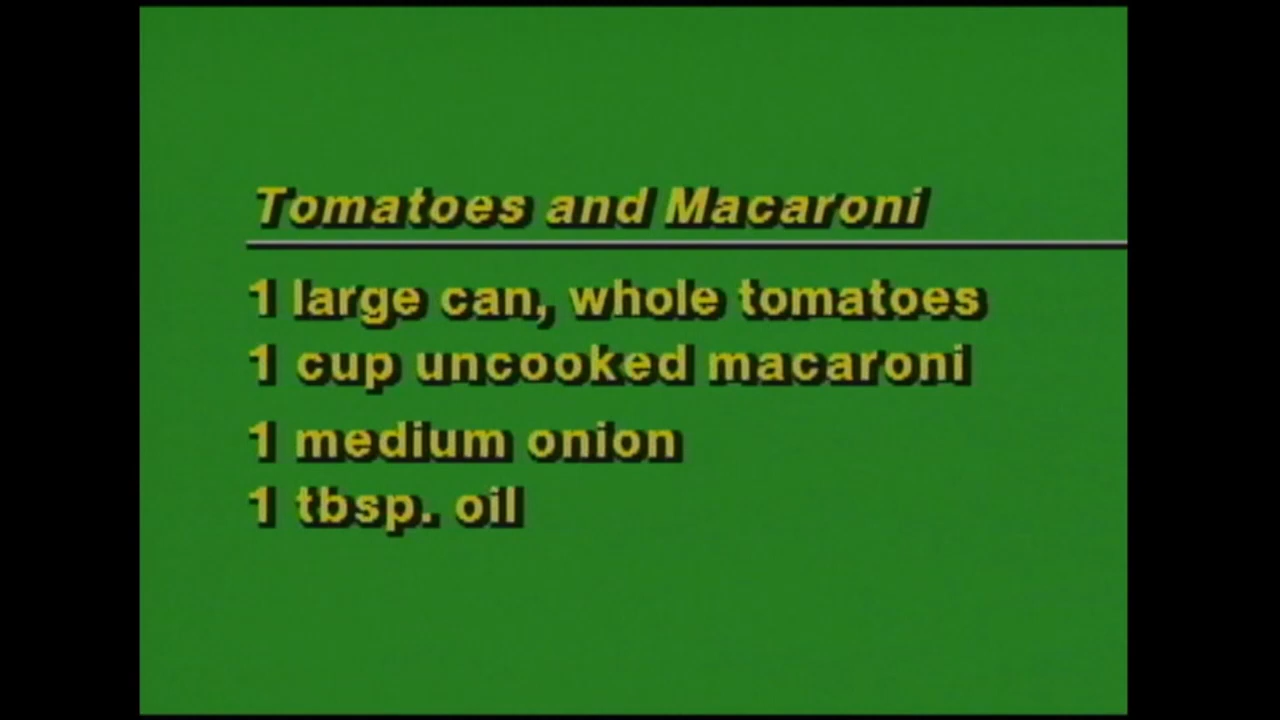 Tomatoes and Macaroni
1 large can, whole tomatoes
1 cup uncooked macaroni
1 medium onion
1 tbsp. oil